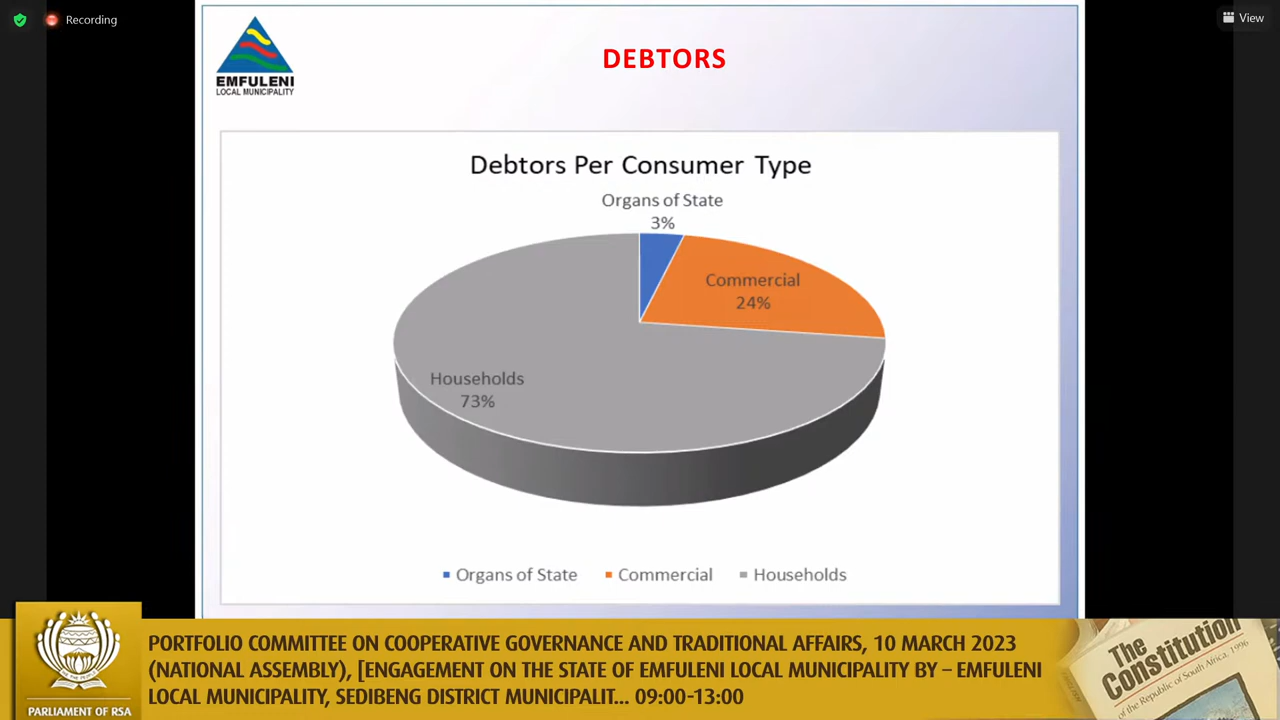 Recording
View
EMFULENI
LOCAL MUNICIPALITY
DEBTORS
Debtors Per Consumer Type
Organs of State
3%
Commercial
24%
Households
73%
Organs of State
Commercial
Households
PORTFOLIO COMMITTEE ON COOPERATIVE GOVERNANCE AND TRADITIONAL AFFAIRS, 10 MARCH 2023
(NATIONAL ASSEMBLY), [ENGAGEMENT ON THE STATE OF EMFULENI LOCAL MUNICIPALITY BY – EMFULENI
LOCAL MUNICIPALITY, SEDIBENG DISTRICT MUNICIPALIT... 09:00-13:00
PARLIAMENT OF RSA
The
Constitution
of the Republic of South Africa, 1996